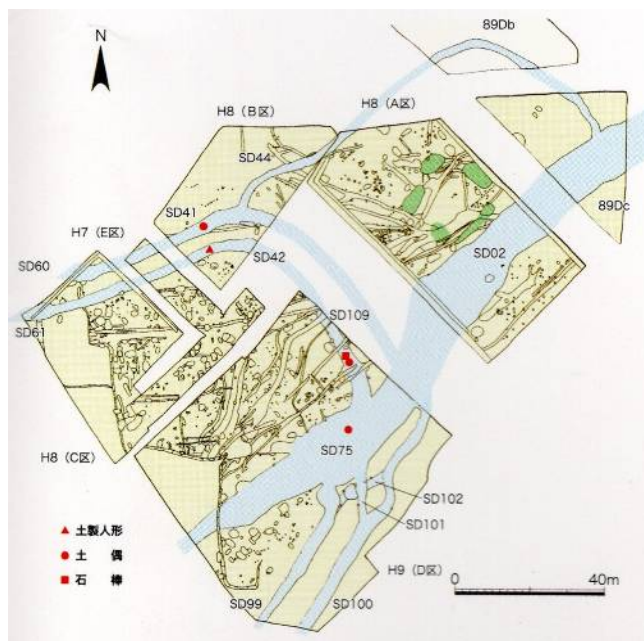 N
89Db
H8（A区）
H8（B区）
SD44
89Dc
SD41
H7（E区）
SD42
SD02
SD60
SD61
SD109
SD75
H8（C区）
SD102
SD101
▲ 土製人形
● 土　偶
■ 石　棒
H9（D区）
0 40m
SD99
SD100